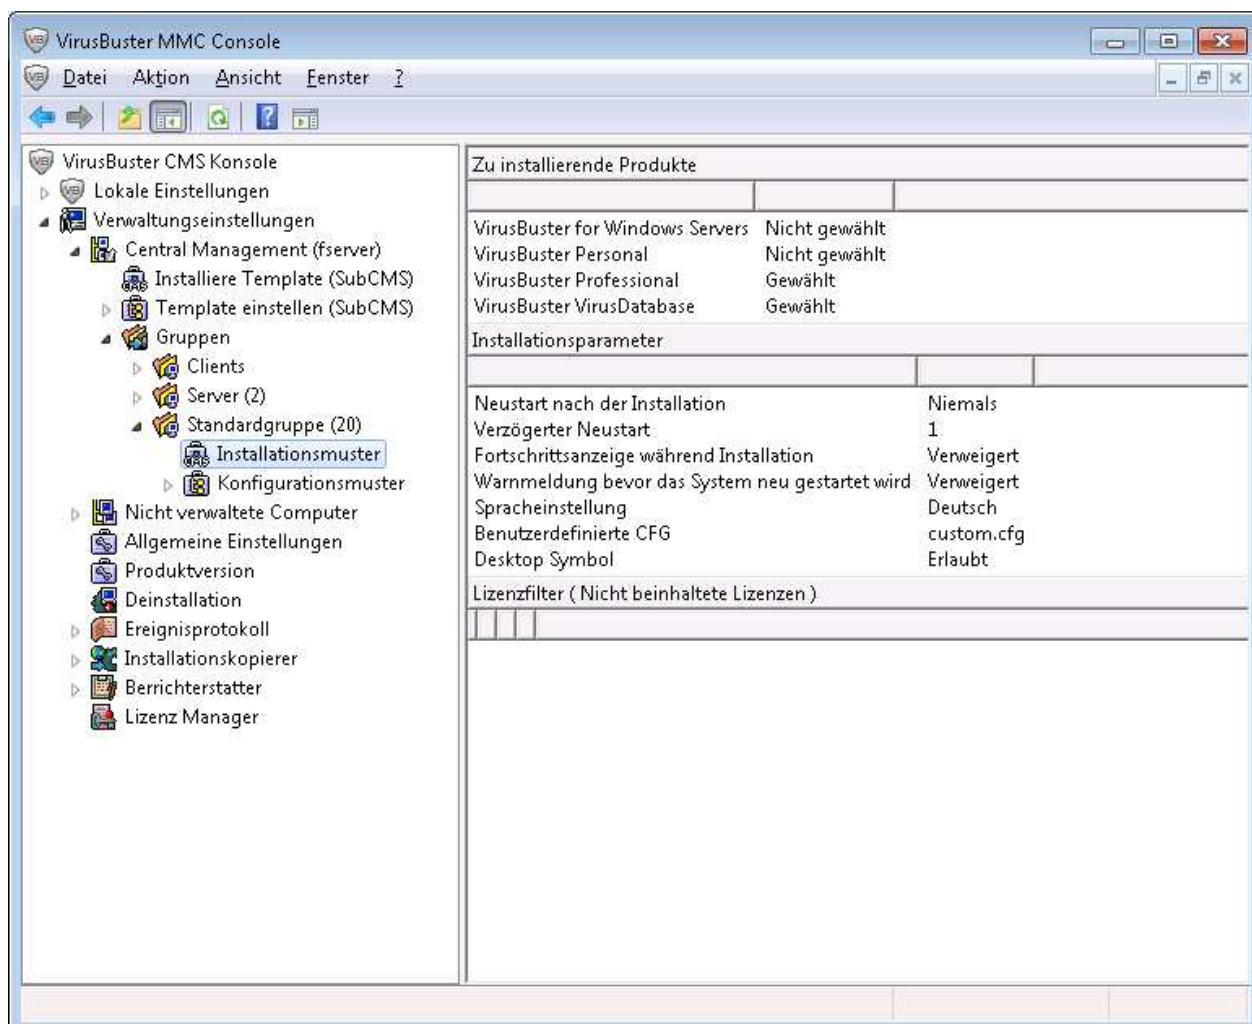 VirusBuster MMC Console
Datei Aktion Ansicht Fenster ?
VirusBuster CMS Konsole
Lokale Einstellungen
Verwaltungseinstellungen
Central Management (fserver)
Installiere Template (SubCMS)
Template einstellen (SubCMS)
Gruppen
Clients
Server (2)
Standardgruppe (20)
Installationsmuster
Konfigurationsmuster
Nicht verwaltete Computer
Allgemeine Einstellungen
Produktversion
Deinstallation
Ereignisprotokoll
Installationskopierer
Berrichterstatter
Lizenz Manager
Zu installierende Produkte
VirusBuster for Windows Servers Nicht gewählt
VirusBuster Personal Nicht gewählt
VirusBuster Professional Gewählt
VirusBuster VirusDatabase Gewählt
Installationsparameter
Neustart nach der Installation Niemals
Verzögerter Neustart 1
Fortschrittsanzeige während Installation Verweigert
Warnmeldung bevor das System neu gestartet wird Verweigert
Spracheinstellung Deutsch
Benutzerdefinierte CFG custom.cfg
Desktop Symbol Erlaubt
Lizenzfilter ( Nicht beinhaltete Lizenzen )